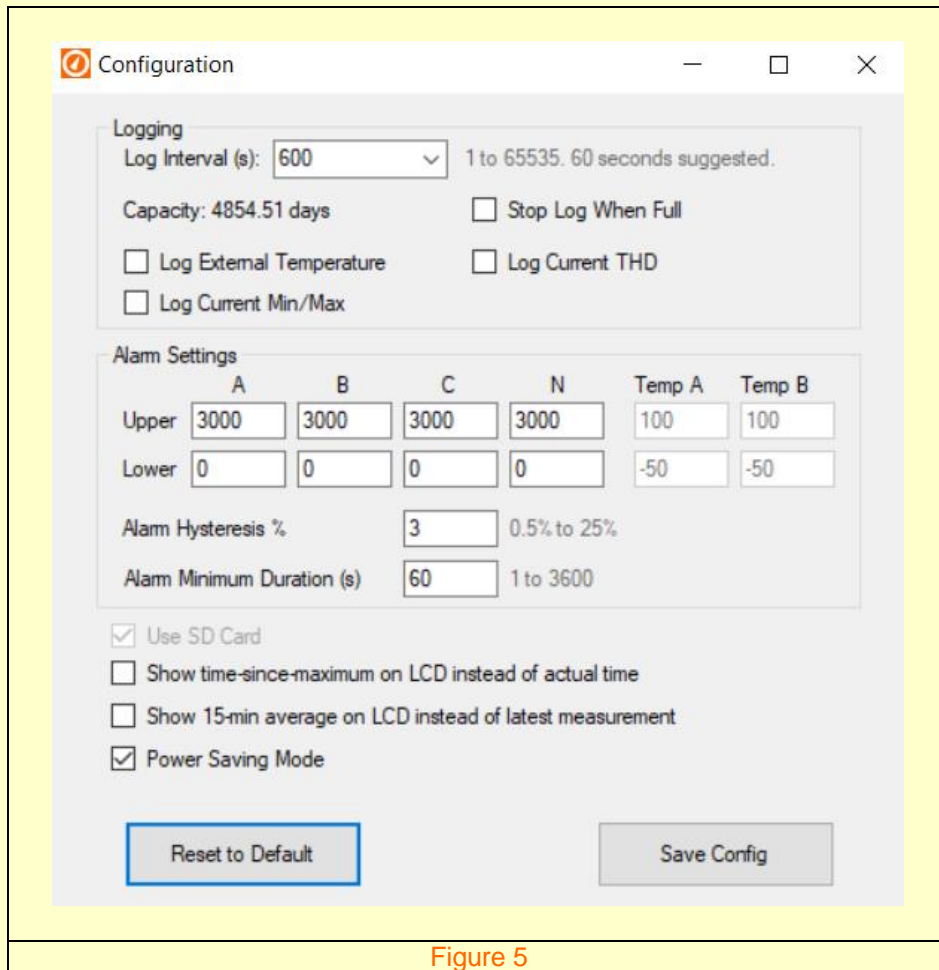 Configuration
Logging
Log Interval (s): 600 1 to 65535. 60 seconds suggested.
Capacity: 4854.51 days Stop Log When Full
Log External Temperature Log Current THD
Log Current Min/Max
Alarm Settings
A B C N Temp A Temp B
Upper 3000 3000 3000 3000 100 100
Lower 0 0 0 0 -50 -50
Alarm Hysteresis % 3 0.5% to 25%
Alarm Minimum Duration (s) 60 1 to 3600
Use SD Card
Show time-since-maximum on LCD instead of actual time
Show 15-min average on LCD instead of latest measurement
Power Saving Mode
Reset to Default Save Config
Figure 5